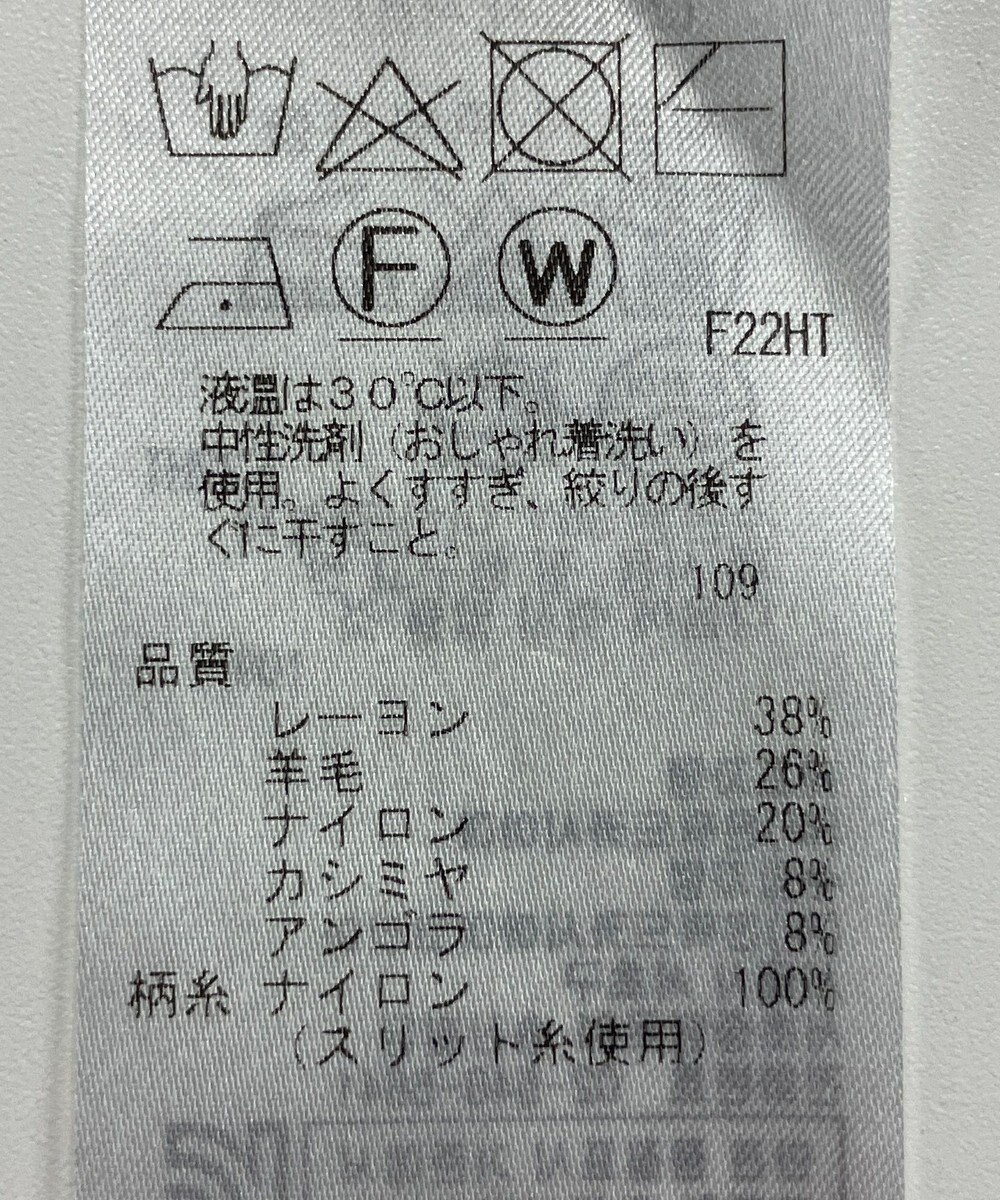 F
W
F22HT
液温は30℃以下。
中性洗剤（おしゃれ着洗い）を
使用。よくすすぎ、絞りの後す
ぐに干すこと。
109
品質
レーヨン 38%
羊毛 26%
ナイロン 20%
カシミヤ 8%
アンゴラ 8%
柄糸 ナイロン 100%
（スリット糸使用）